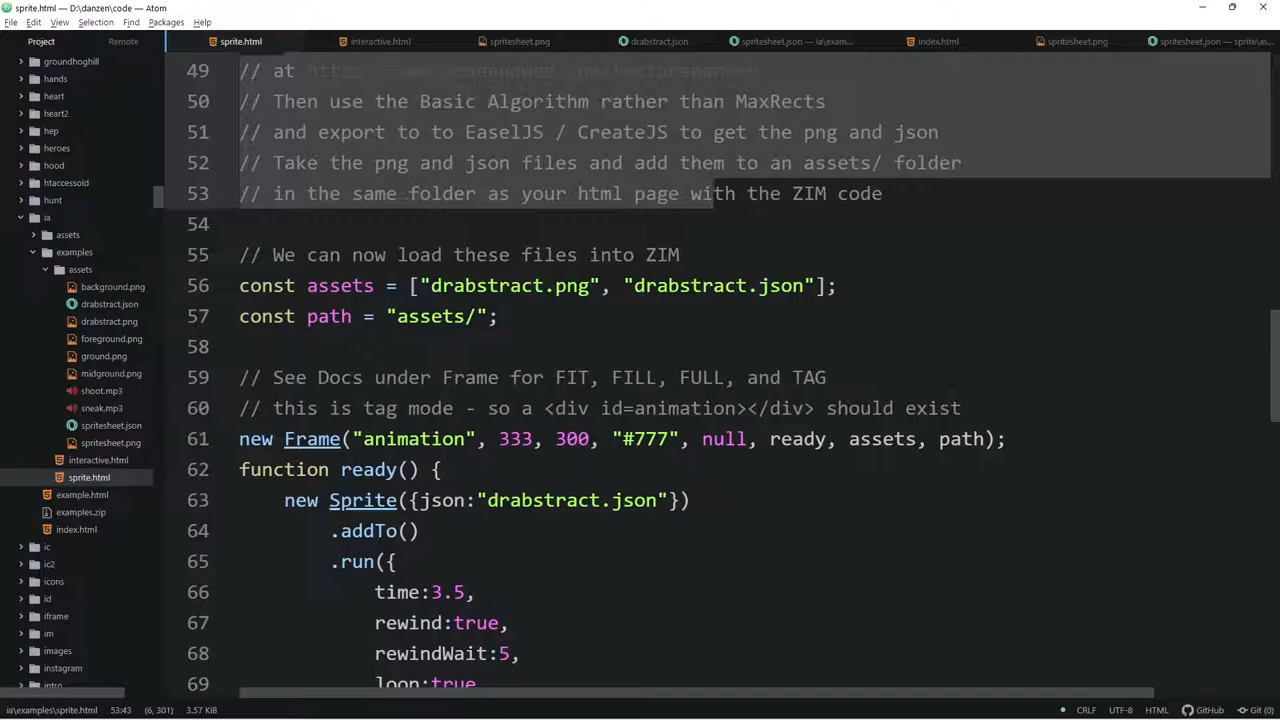 sprite.html — D:\danzen\code — Atom
File Edit View Selection Find Packages Help
Project Remote
sprite.html interactive.html spritesheet.png drabstract.json spritesheet.json — ia\exam... index.html spritesheet.png spritesheet.json — sprite\as...
groundhoghill
hands
heart
heart2
hep
heroes
hood
htaccessold
hunt
ia
assets
examples
assets
background.png
drabstract.json
drabstract.png
foreground.png
ground.png
midground.png
shoot.mp3
sneak.mp3
spritesheet.json
spritesheet.png
interactive.html
sprite.html
example.html
examples.zip
index.html
ic
ic2
icons
id
iframe
im
images
instagram
intro
49 // at
50 // Then use the Basic Algorithm rather than MaxRects
51 // and export to to EaselJS / CreateJS to get the png and json
52 // Take the png and json files and add them to an assets/ folder
53 // in the same folder as your html page with the ZIM code
54
55 // We can now load these files into ZIM
56 const assets = ["drabstract.png", "drabstract.json"];
57 const path = "assets/";
58
59 // See Docs under Frame for FIT, FILL, FULL, and TAG
60 // this is tag mode - so a <div id=animation></div> should exist
61 new Frame("animation", 333, 300, "#777", null, ready, assets, path);
62 function ready() {
63 new Sprite({json:"drabstract.json"})
64 .addTo()
65 .run({
66 time:3.5,
67 rewind:true,
68 rewindWait:5,
69 loop:true
ia\examples\sprite.html 53:43 (6, 301) 3.57 KiB CRLF UTF-8 HTML GitHub Git (0)